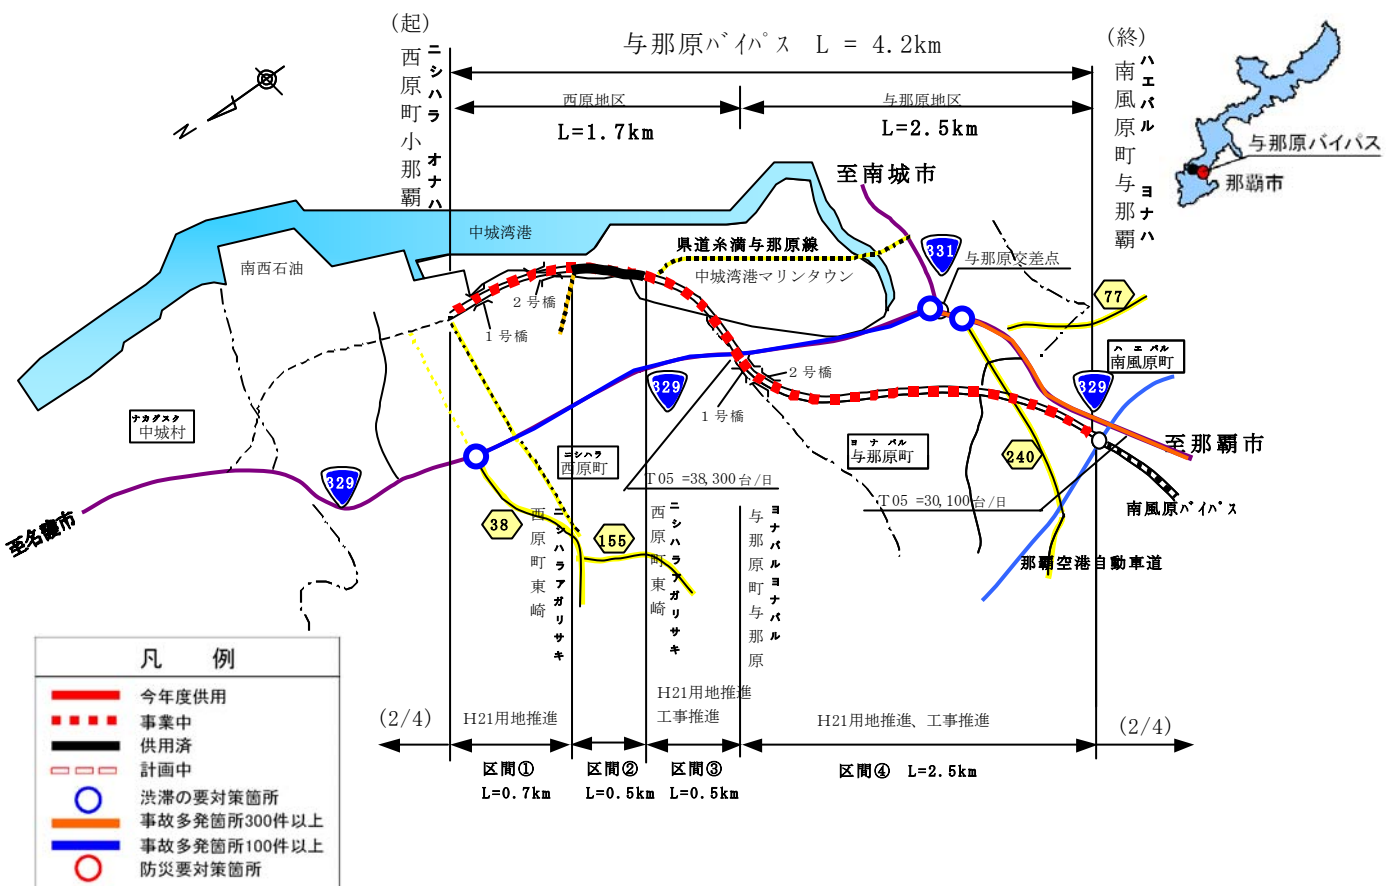 (起)
与那原バイパス L = 4.2km
(終)
西原町小那覇
ニシハラ オナハ
南風原町与那覇
ハエバル ヨナハ
西原地区
L=1.7km
与那原地区
L=2.5km
N
与那原バイパス
那覇市
至南城市
中城湾港
南西石油
県道糸満与那原線
中城湾港マリンタウン
331
与那原交差点
77
2号橋
1号橋
ハエバル
南風原町
329
2号橋
329
1号橋
ナカグスク
中城村
ヨナバル
与那原町
至那覇市
240
ニシハラ
西原町
329
T05 =38,300台/日
T05 =30,100台/日
南風原バイパス
38
155
至名護市
那覇空港自動車道
西原町東崎
ニシハラアガリサキ
西原町東崎
ニシハラアガリサキ
与那原町与那原
ヨナバルヨナバル
凡 例
今年度供用
事業中
供用済
計画中
渋滞の要対策箇所
事故多発箇所300件以上
事故多発箇所100件以上
防災要対策箇所
(2/4)
H21用地推進
H21用地推進
工事推進
H21用地推進、工事推進
(2/4)
区間①
L=0.7km
区間②
L=0.5km
区間③
L=0.5km
区間④ L=2.5km